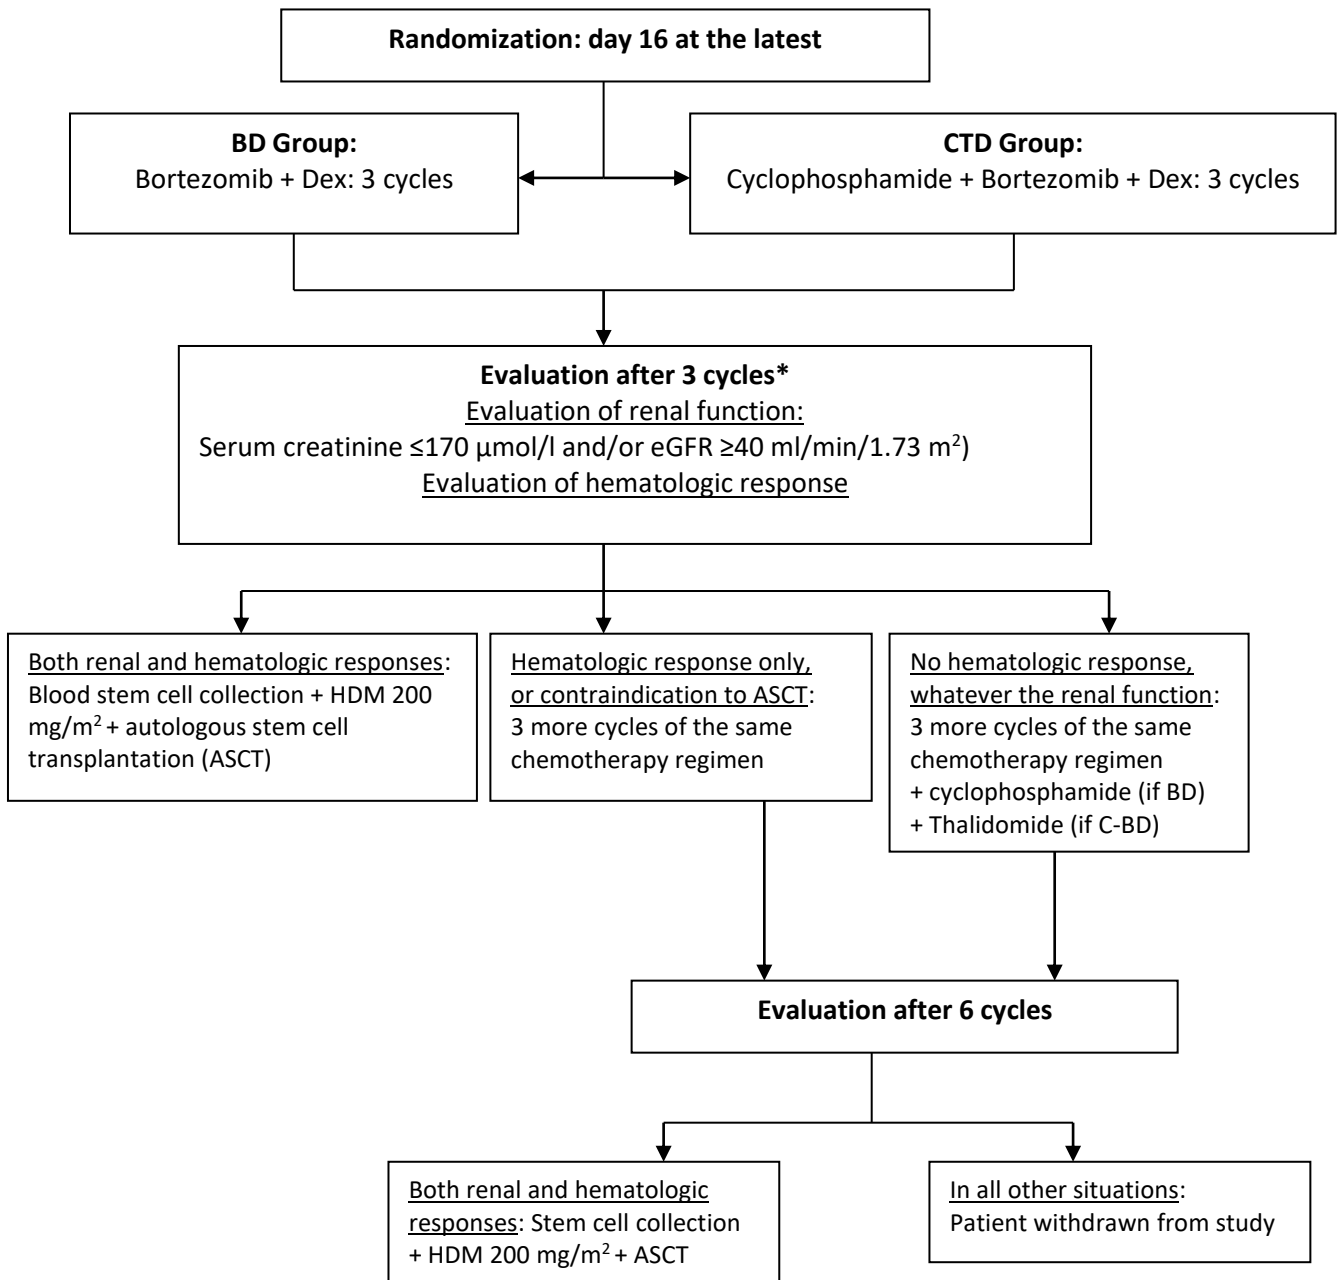 Randomization: day 16 at the latest
BD Group:
Bortezomib + Dex: 3 cycles
CTD Group:
Cyclophosphamide + Bortezomib + Dex: 3 cycles
Evaluation after 3 cycles*
Evaluation of renal function:
Serum creatinine ≤170 µmol/l and/or eGFR ≥40 ml/min/1.73 m²)
Evaluation of hematologic response
Both renal and hematologic responses:
Blood stem cell collection + HDM 200
mg/m² + autologous stem cell
transplantation (ASCT)
Hematologic response only,
or contraindication to ASCT:
3 more cycles of the same
chemotherapy regimen
No hematologic response,
whatever the renal function:
3 more cycles of the same
chemotherapy regimen
+ cyclophosphamide (if BD)
+ Thalidomide (if C-BD)
Evaluation after 6 cycles
Both renal and hematologic
responses: Stem cell collection
+ HDM 200 mg/m² + ASCT
In all other situations:
Patient withdrawn from study